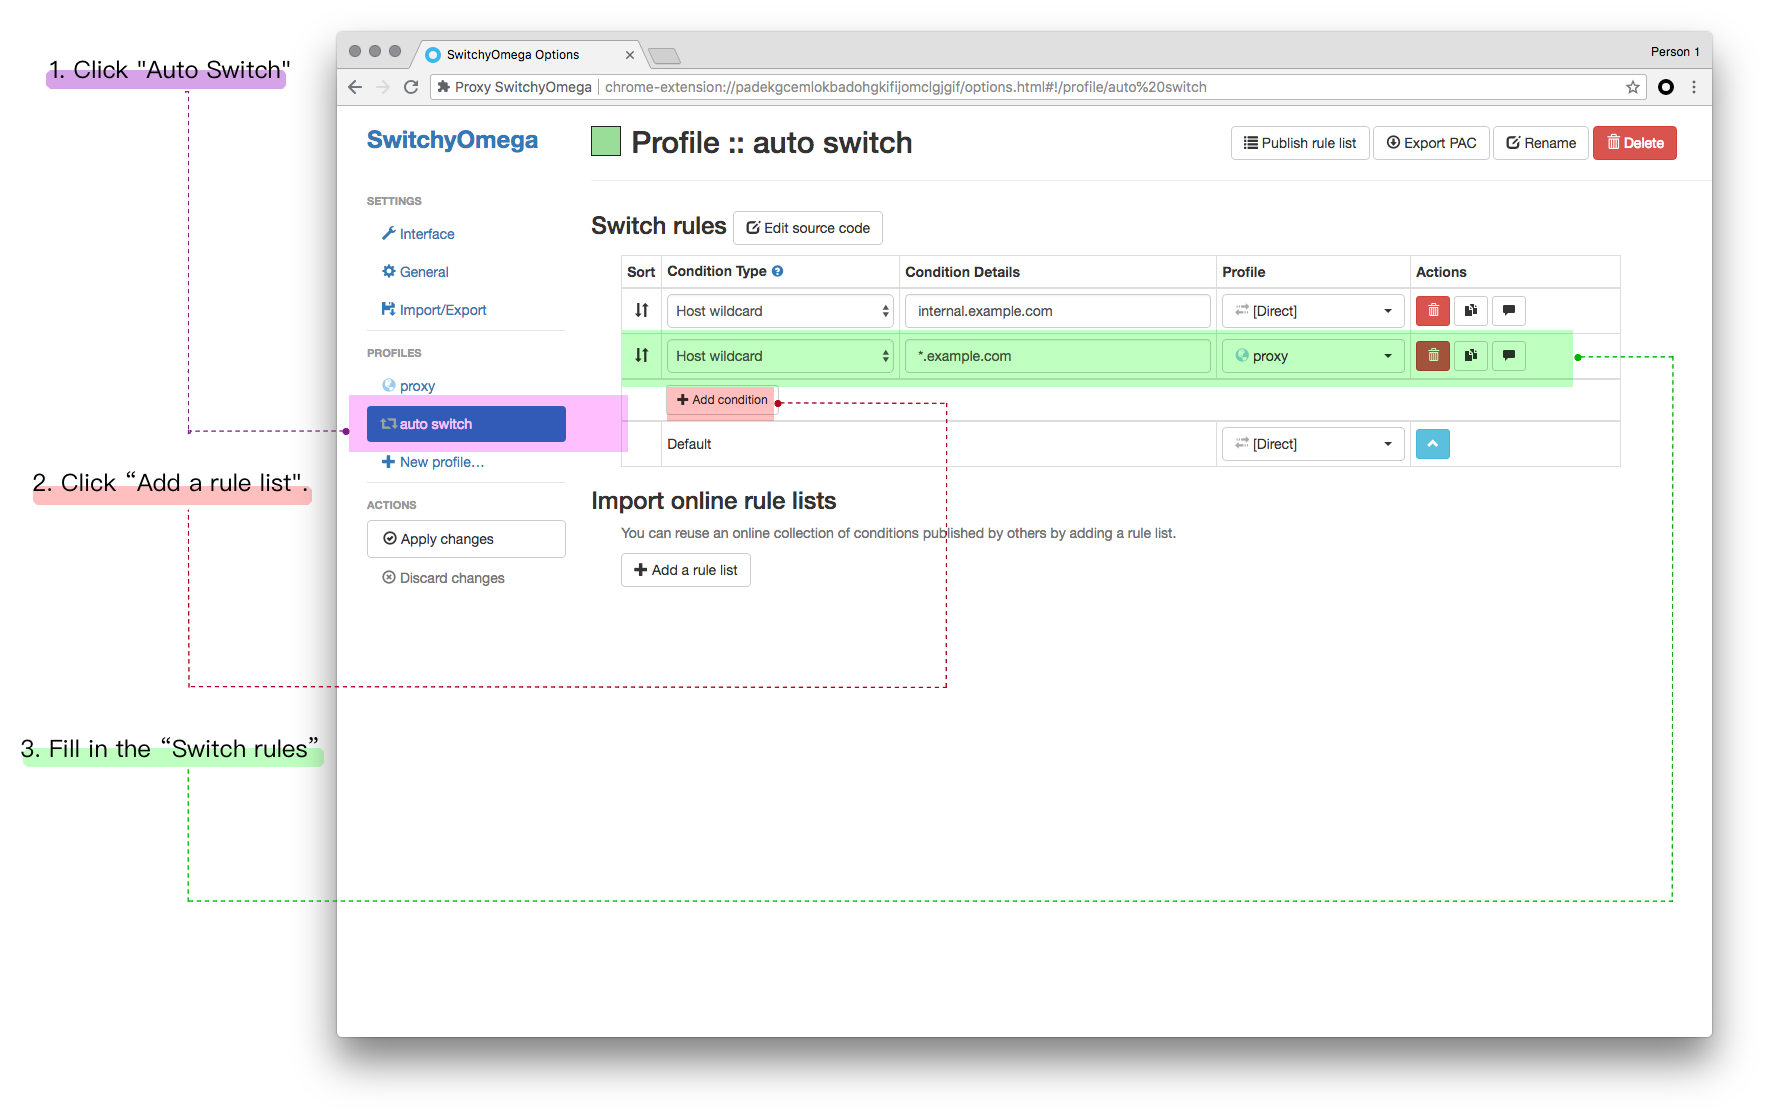 1. Click "Auto Switch"
2. Click “Add a rule list".
3. Fill in the “Switch rules”
SwitchyOmega Options
Person 1
Proxy SwitchyOmega chrome-extension://padekgcemlokbadohgkifijomclgjgif/options.html#!/profile/auto%20switch
SwitchyOmega
SETTINGS
Interface
General
Import/Export
PROFILES
proxy
auto switch
New profile...
ACTIONS
Apply changes
Discard changes
Profile :: auto switch
Publish rule list
Export PAC
Rename
Delete
Switch rules
Edit source code
Sort Condition Type Condition Details Profile Actions
Host wildcard internal.example.com [Direct]
Host wildcard *.example.com proxy
Add condition
Default [Direct]
Import online rule lists
You can reuse an online collection of conditions published by others by adding a rule list.
Add a rule list